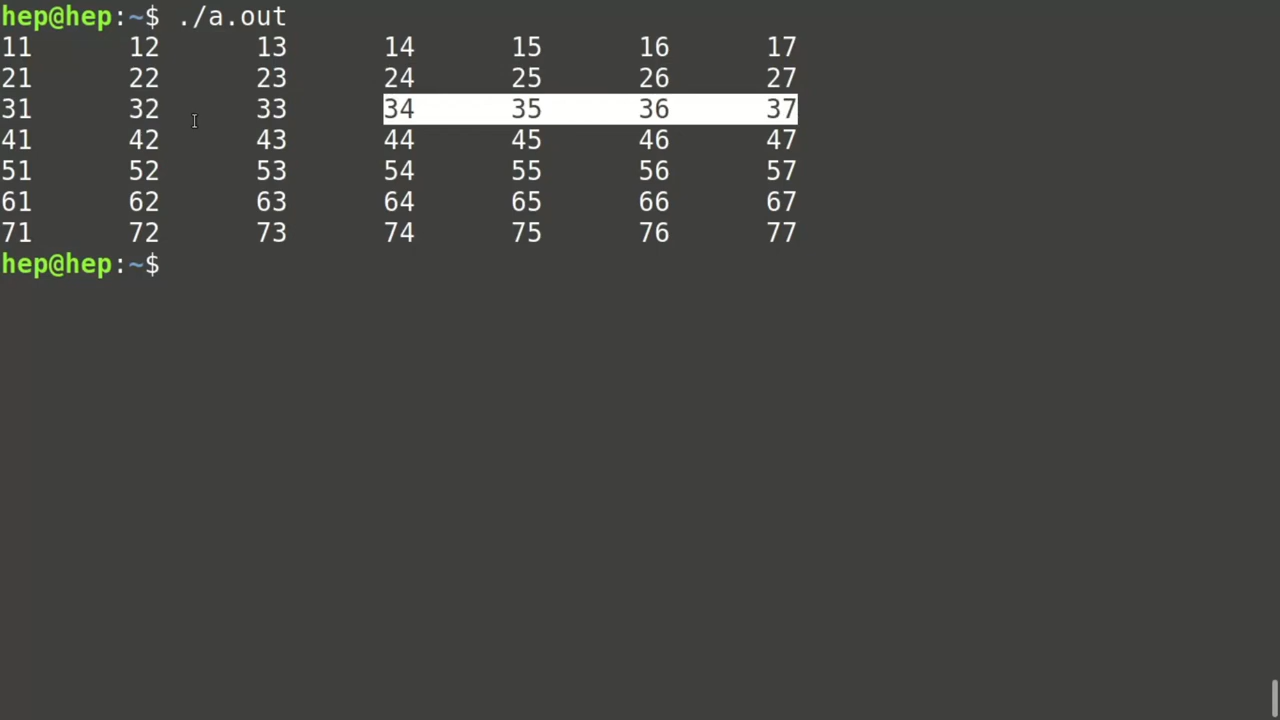 hep@hep:~$ ./a.out
11 12 13 14 15 16 17
21 22 23 24 25 26 27
31 32 33 34 35 36 37
41 42 43 44 45 46 47
51 52 53 54 55 56 57
61 62 63 64 65 66 67
71 72 73 74 75 76 77
hep@hep:~$